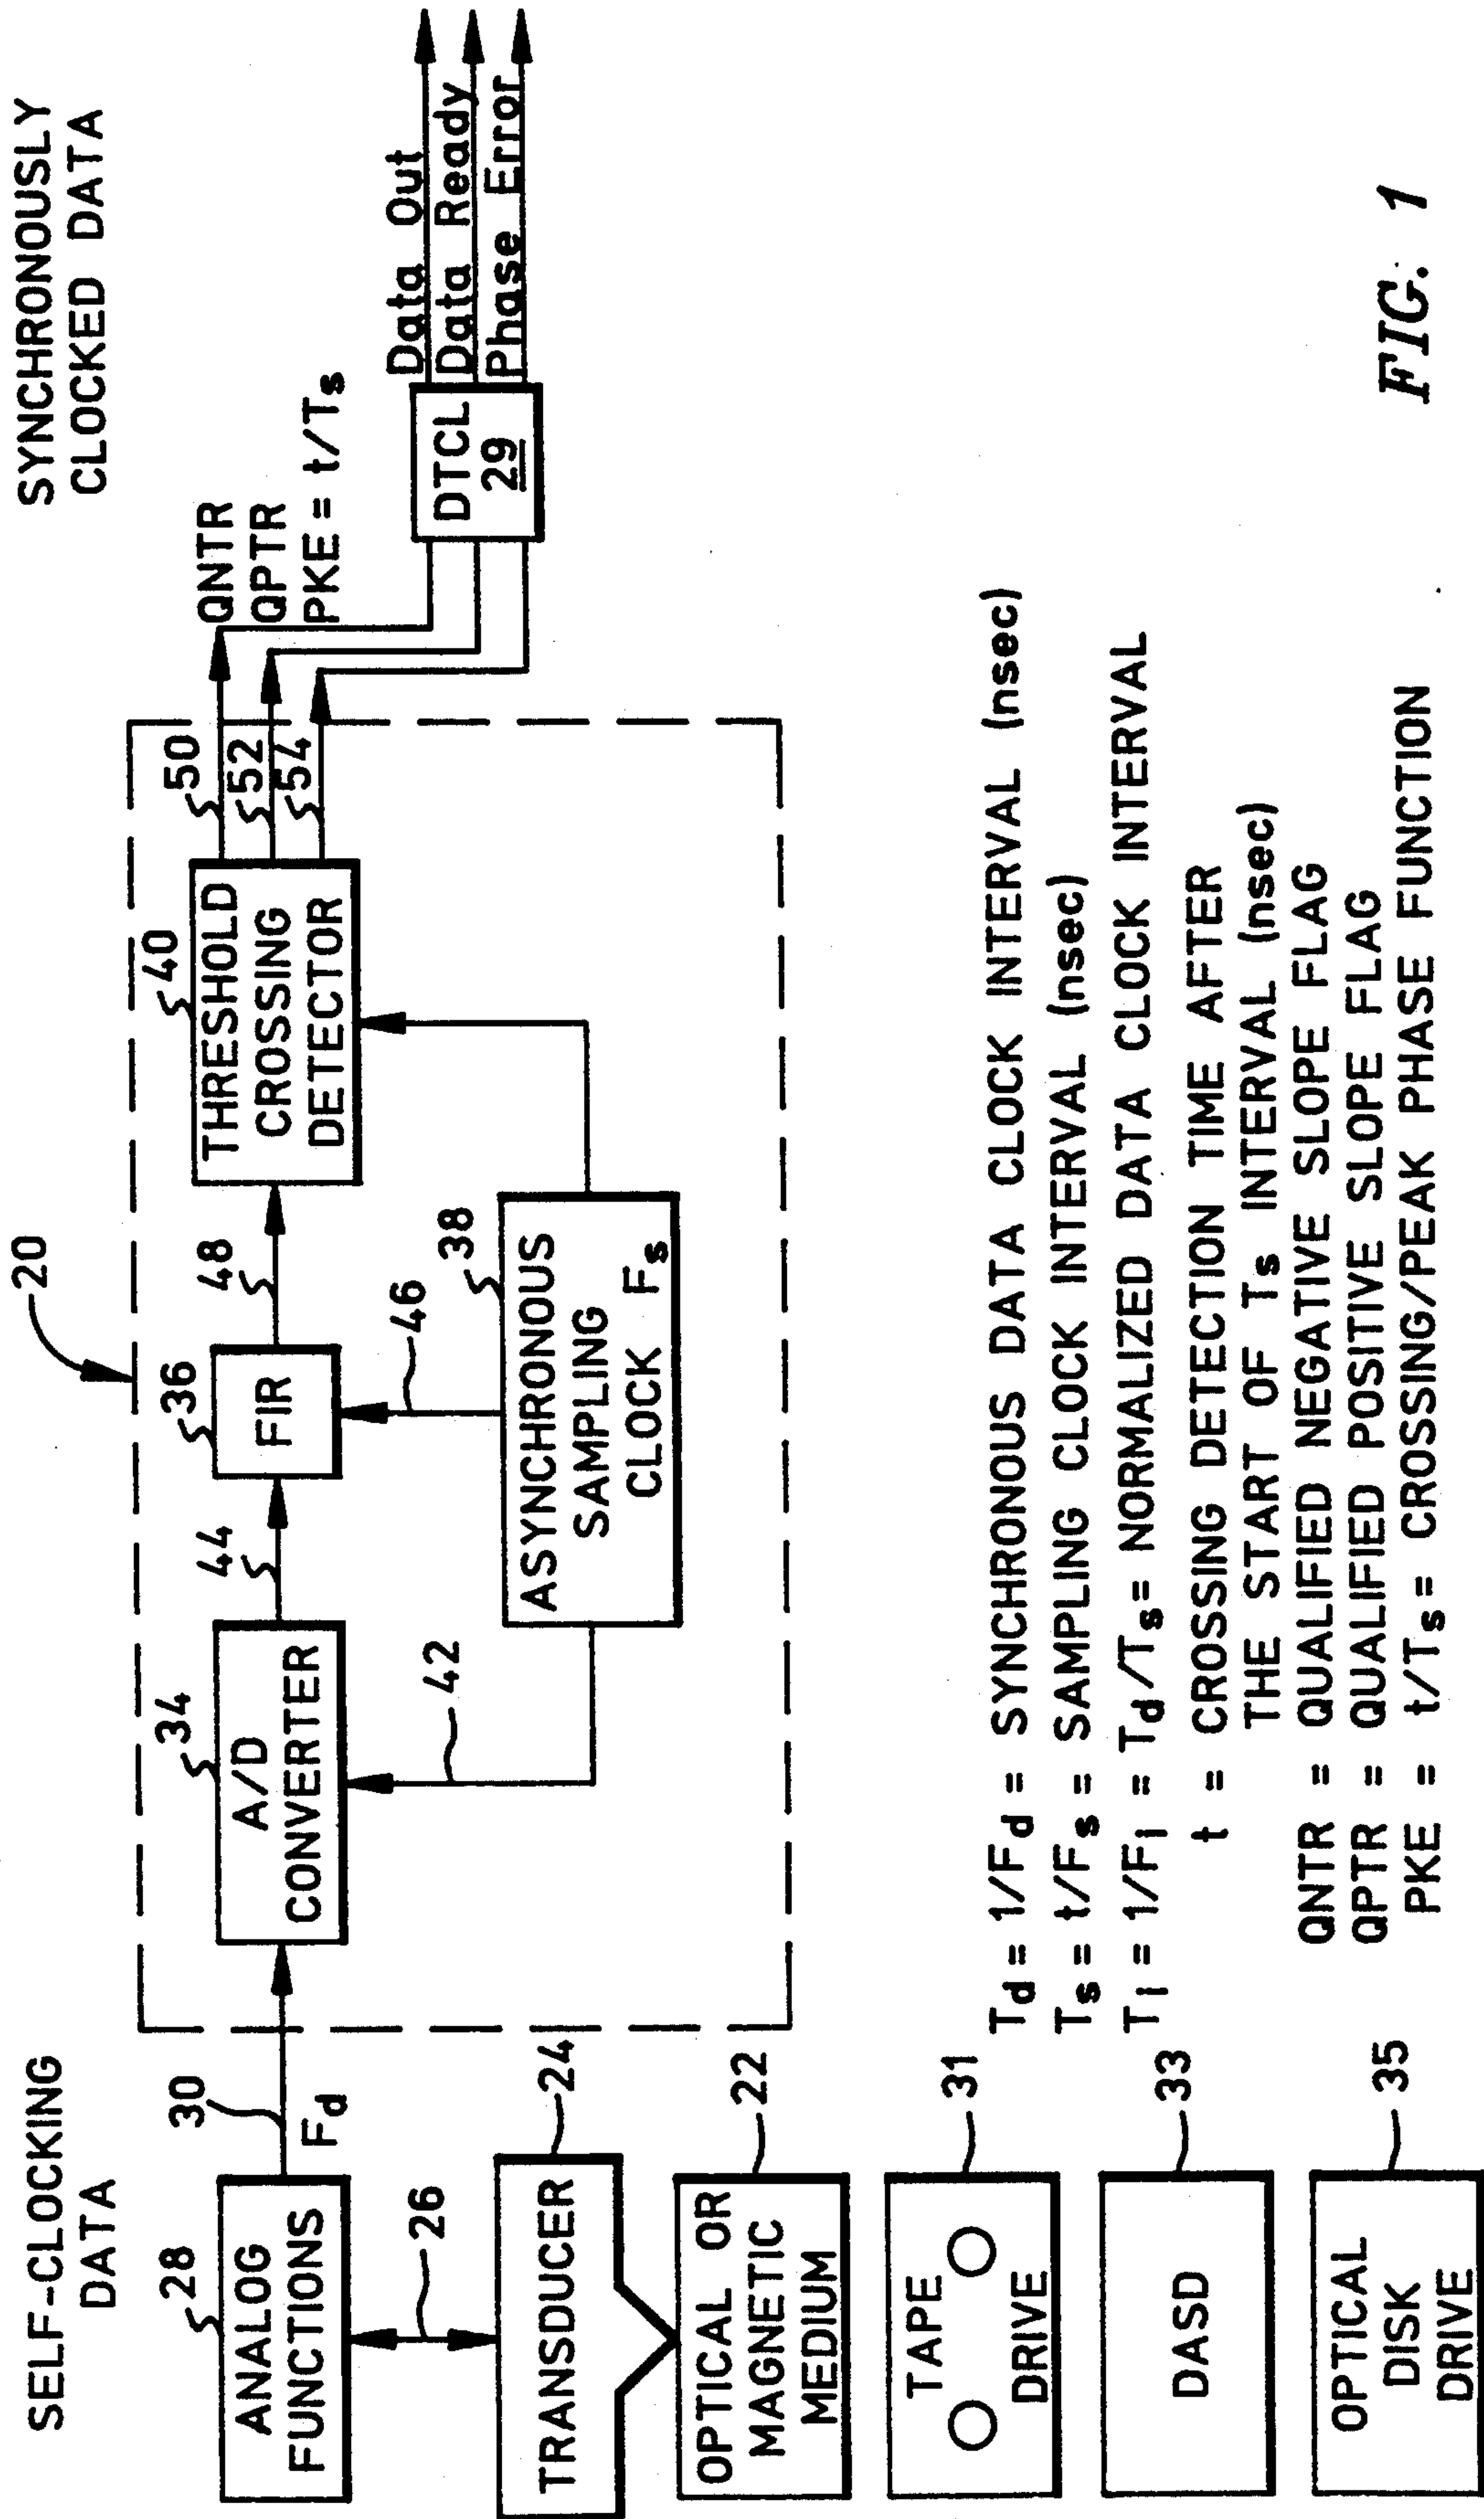 SELF-CLOCKING
DATA
SYNCHRONOUSLY
CLOCKED DATA
20
28
ANALOG
FUNCTIONS
30
Fd
26
TRANSDUCER
24
OPTICAL OR
MAGNETIC
MEDIUM
22
TAPE
DRIVE
31
DASD
33
OPTICAL
DISK
DRIVE
35
34
A/D
CONVERTER
44
36
FIR
48
40
THRESHOLD
CROSSING
DETECTOR
42
46
38
ASYNCHRONOUS
SAMPLING
CLOCK Fs
50
52
54
QNTR
QPTR
PKE = t/Ts
DTCL
29
Data Out
Data Ready
Phase Error
Td = 1/Fd = SYNCHRONOUS DATA CLOCK INTERVAL (nsec)
Ts = t/Fs = SAMPLING CLOCK INTERVAL (nsec)
Ti = 1/Fi = Td/Ts = NORMALIZED DATA CLOCK INTERVAL
t = CROSSING DETECTION TIME AFTER
THE START OF Ts INTERVAL (nsec)
QNTR = QUALIFIED NEGATIVE SLOPE FLAG
QPTR = QUALIFIED POSITIVE SLOPE FLAG
PKE = t/Ts = CROSSING/PEAK PHASE FUNCTION
FIG. 1